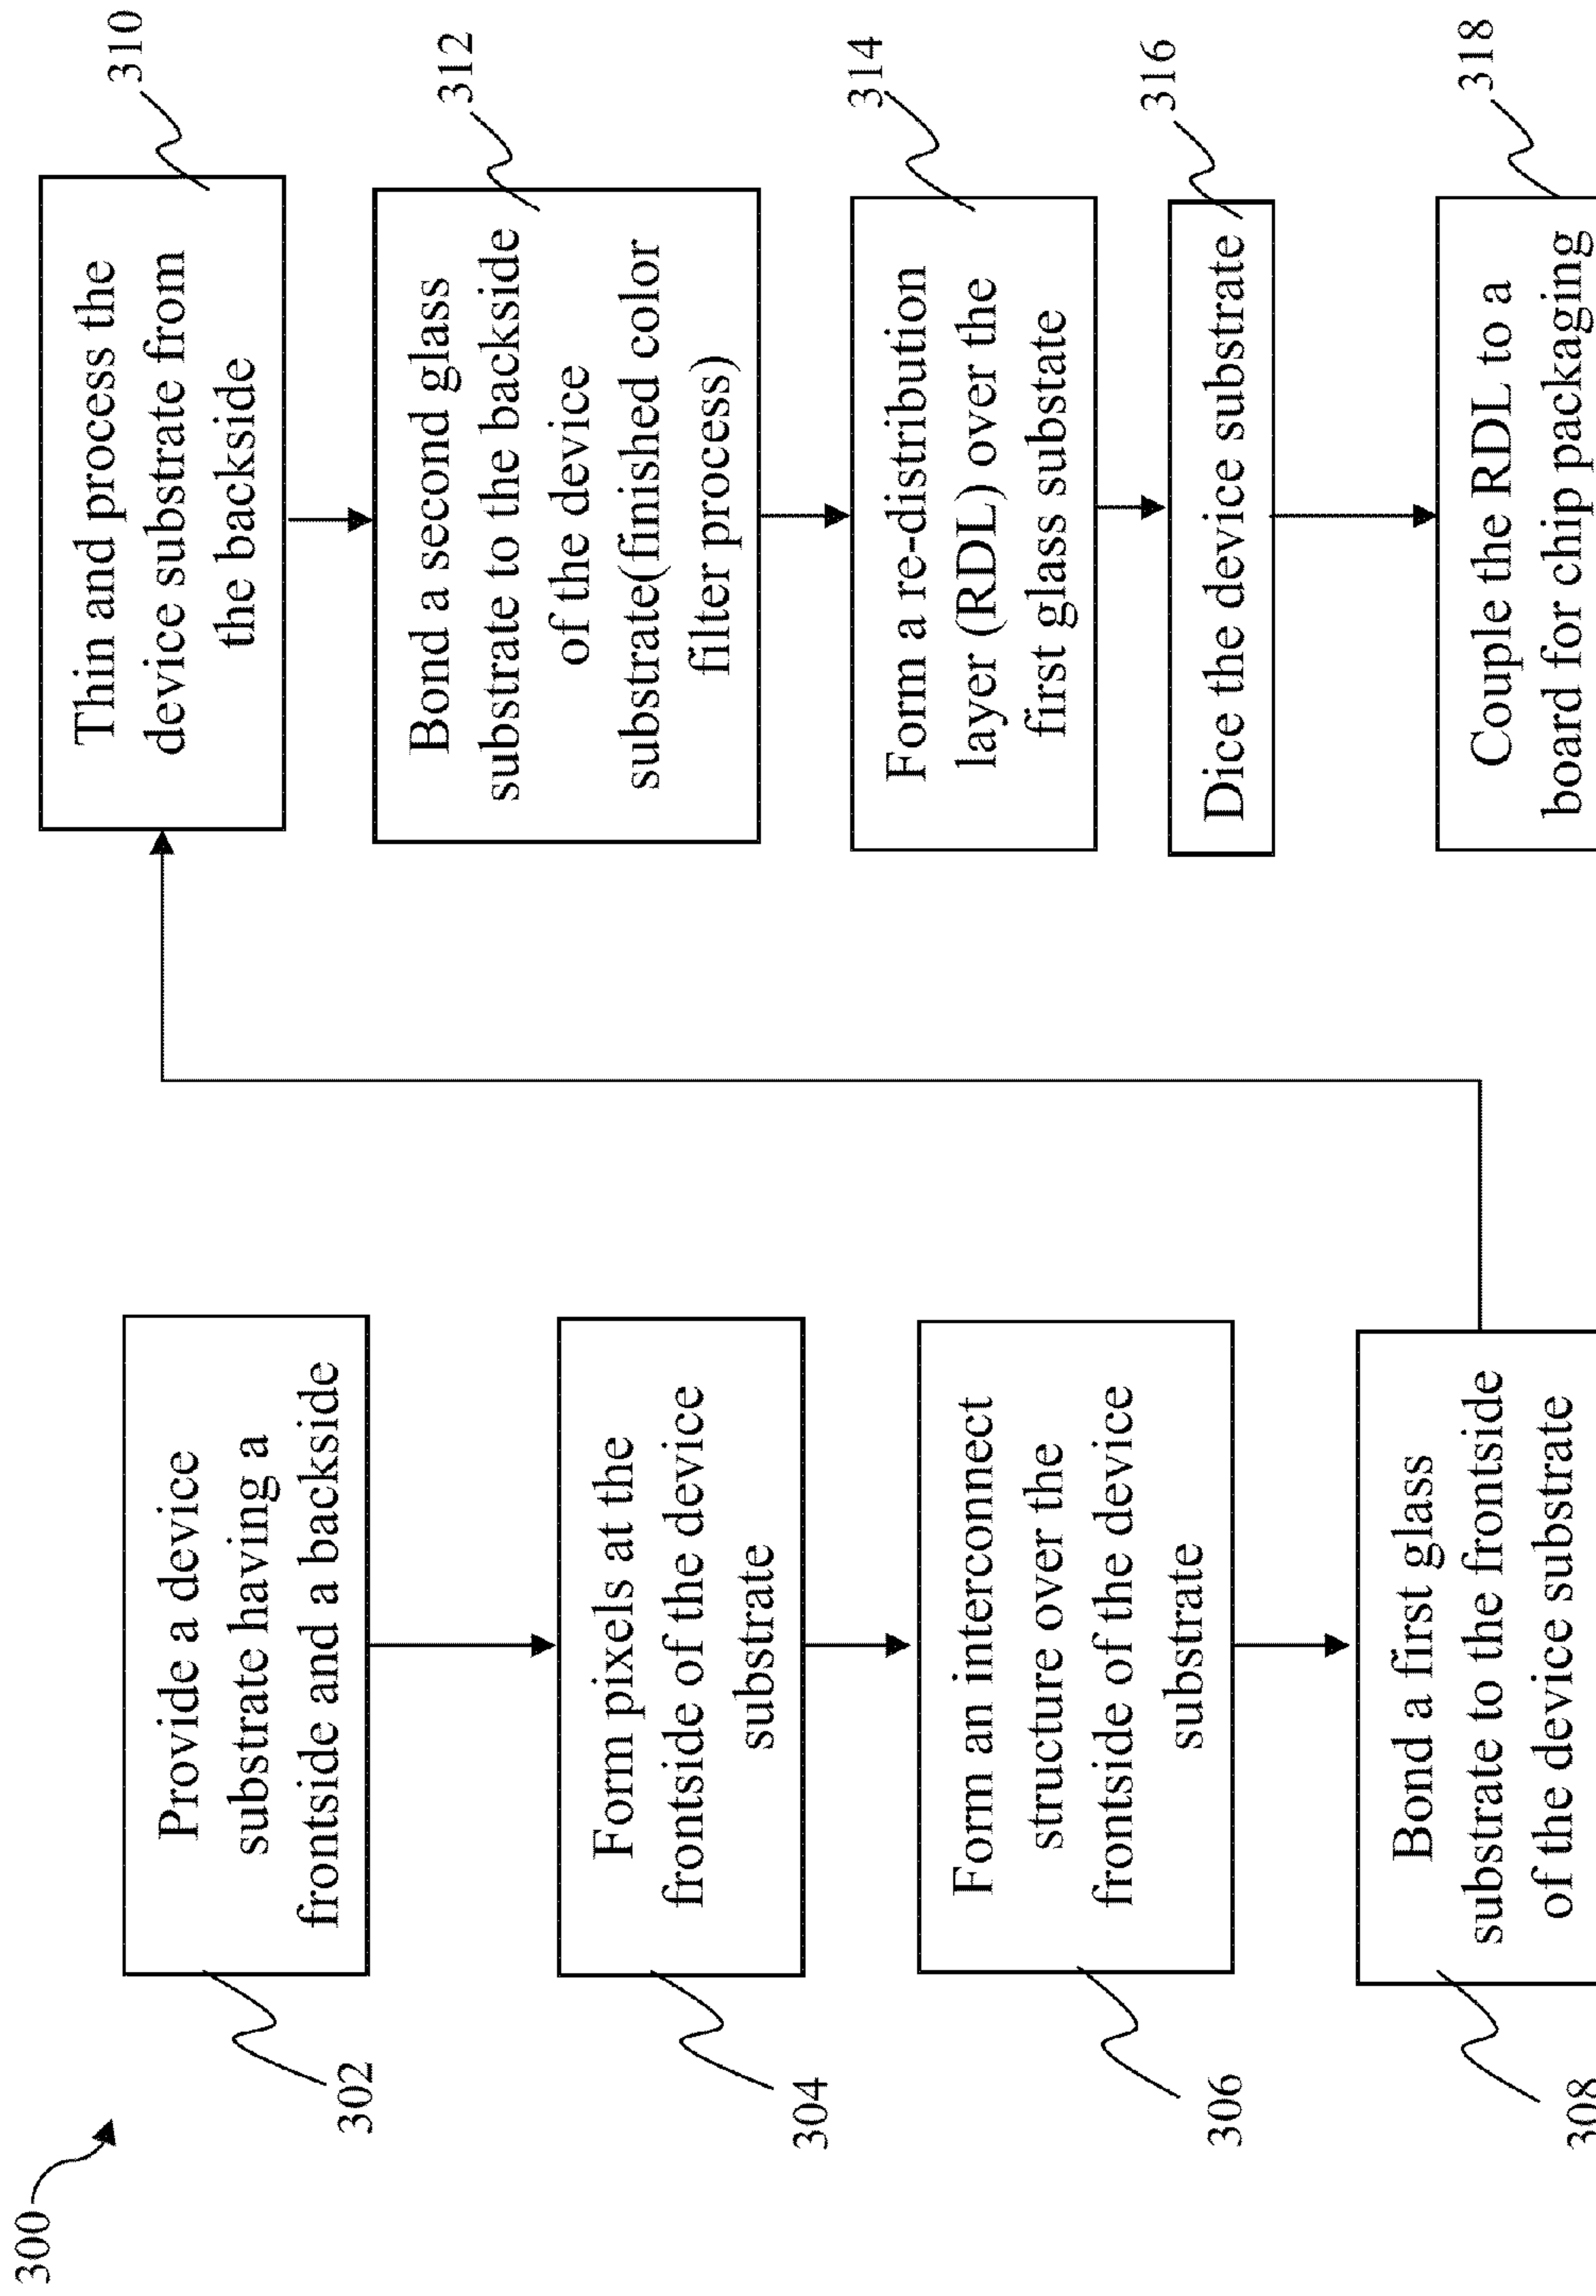 300
302
Provide a device
substrate having a
frontside and a backside
304
Form pixels at the
frontside of the device
substrate
306
Form an interconnect
structure over the
frontside of the device
substrate
308
Bond a first glass
substrate to the frontside
of the device substrate
310
Thin and process the
device substrate from
the backside
312
Bond a second glass
substrate to the backside
of the device
substrate(finished color
filter process)
314
Form a re-distribution
layer (RDL) over the
first glass substate
316
Dice the device substrate
318
Couple the RDL to a
board for chip packaging